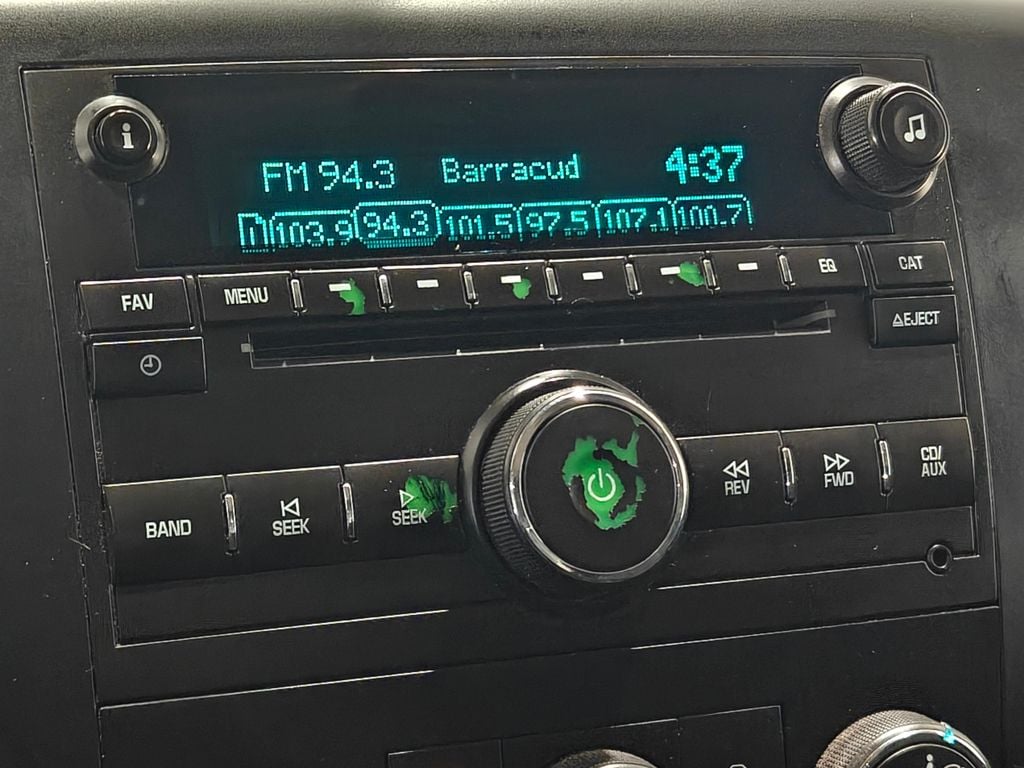 FM 94.3 Barracud 4:37
103.9 94.3 101.5 97.5 107.1 100.7
FAV MENU EQ CAT
EJECT
BAND SEEK SEEK REV FWD CD/
AUX